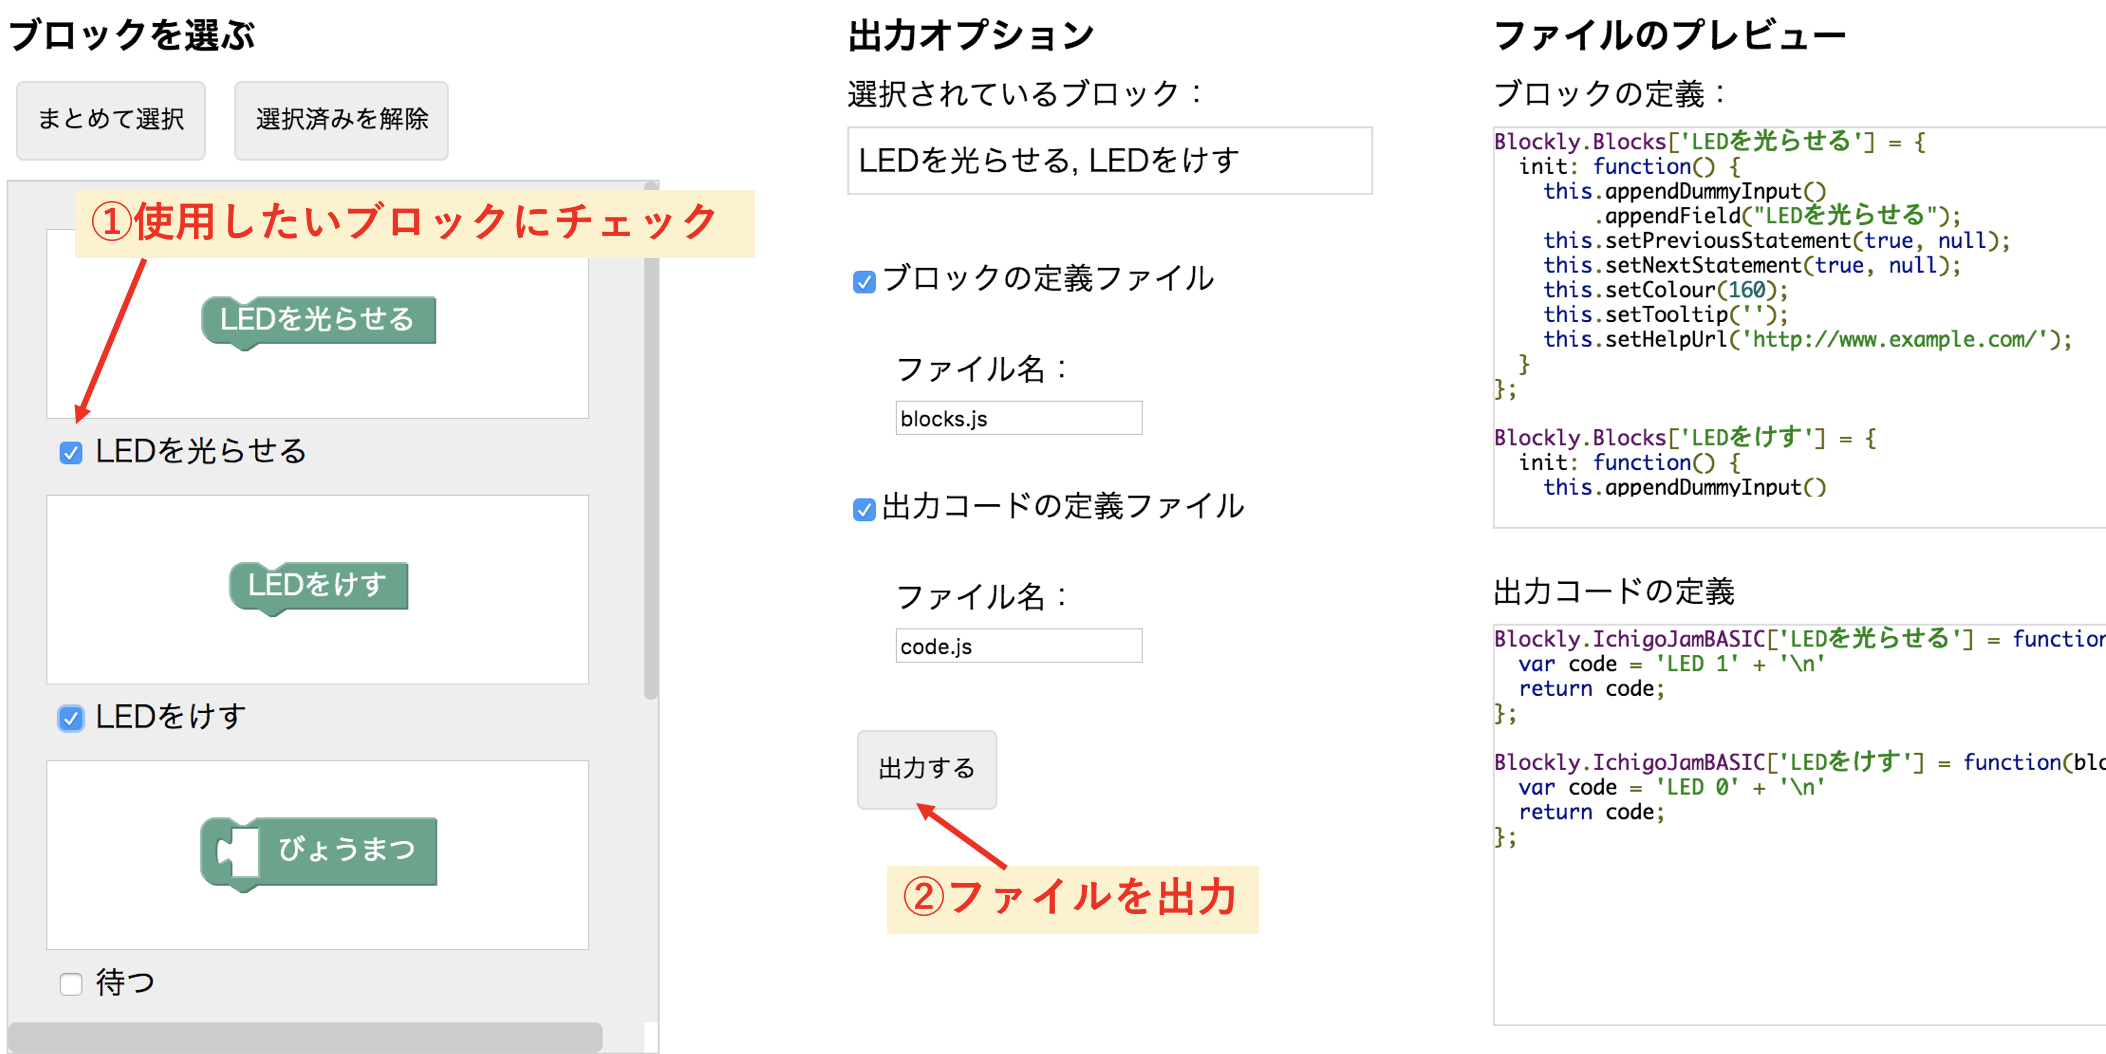 ブロックを選ぶ
まとめて選択
選択済みを解除
①使用したいブロックにチェック
LEDを光らせる
LEDを光らせる
LEDをけす
LEDをけす
びょうまつ
待つ
出力オプション
選択されているブロック：
LEDを光らせる, LEDをけす
ブロックの定義ファイル
ファイル名：
blocks.js
出力コードの定義ファイル
ファイル名：
code.js
出力する
②ファイルを出力
ファイルのプレビュー
ブロックの定義：
Blockly.Blocks['LEDを光らせる'] = {
  init: function() {
    this.appendDummyInput()
        .appendField("LEDを光らせる");
    this.setPreviousStatement(true, null);
    this.setNextStatement(true, null);
    this.setColour(160);
    this.setTooltip('');
    this.setHelpUrl('http://www.example.com/');
  }
};
Blockly.Blocks['LEDをけす'] = {
  init: function() {
    this.appendDummyInput()
出力コードの定義
Blockly.IchigoJamBASIC['LEDを光らせる'] = function
  var code = 'LED 1' + '\n'
  return code;
};
Blockly.IchigoJamBASIC['LEDをけす'] = function(blo
  var code = 'LED 0' + '\n'
  return code;
};